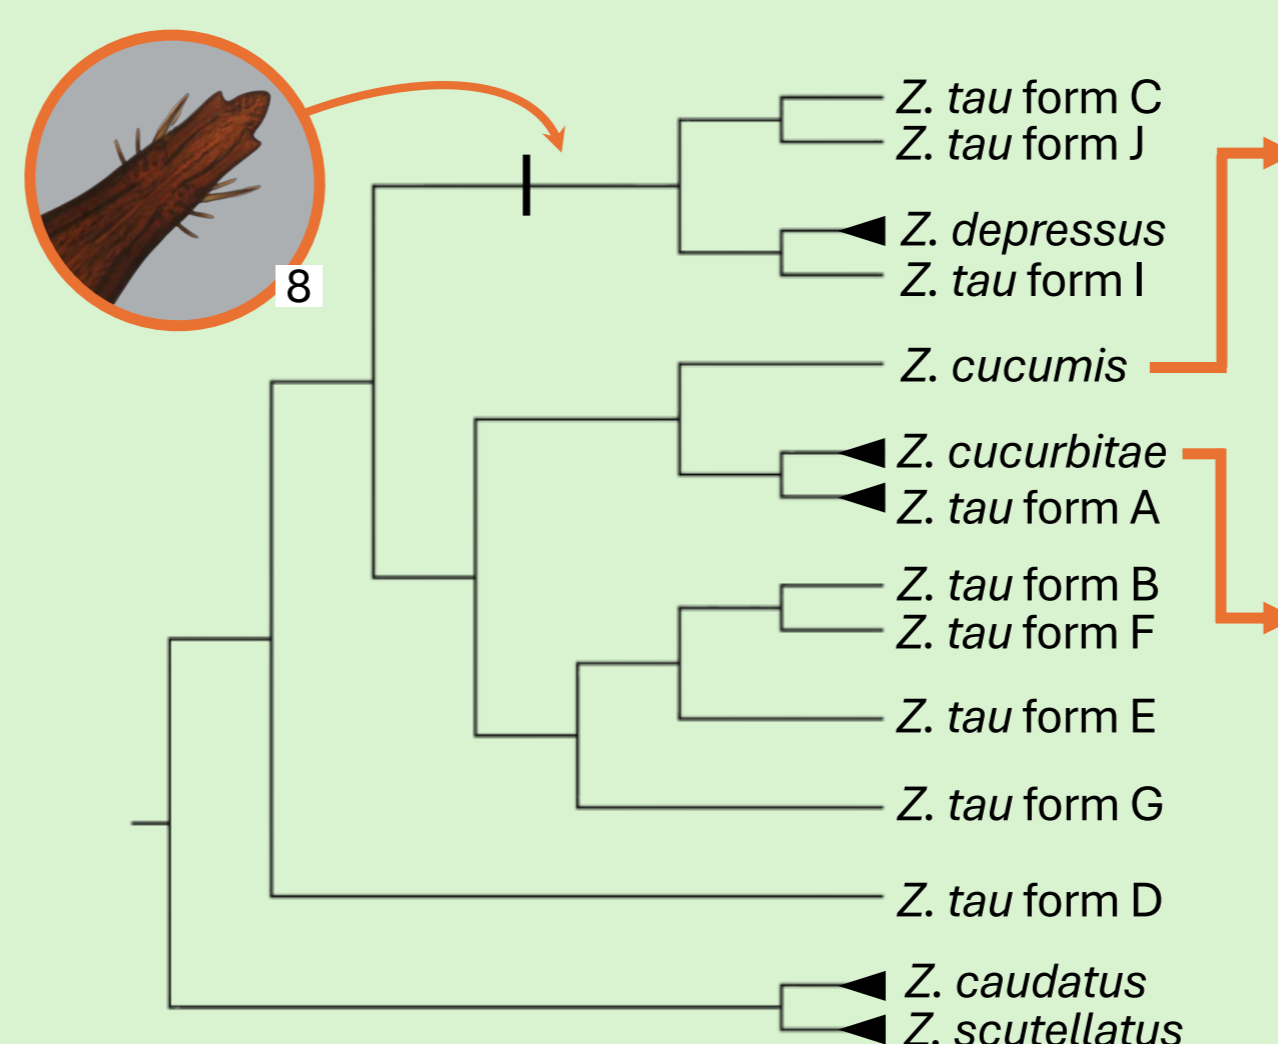 8
Z. tau form C
Z. tau form J
Z. depressus
Z. tau form I
Z. cucumis
Z. cucurbitae
Z. tau form A
Z. tau form B
Z. tau form F
Z. tau form E
Z. tau form G
Z. tau form D
Z. caudatus
Z. scutellatus